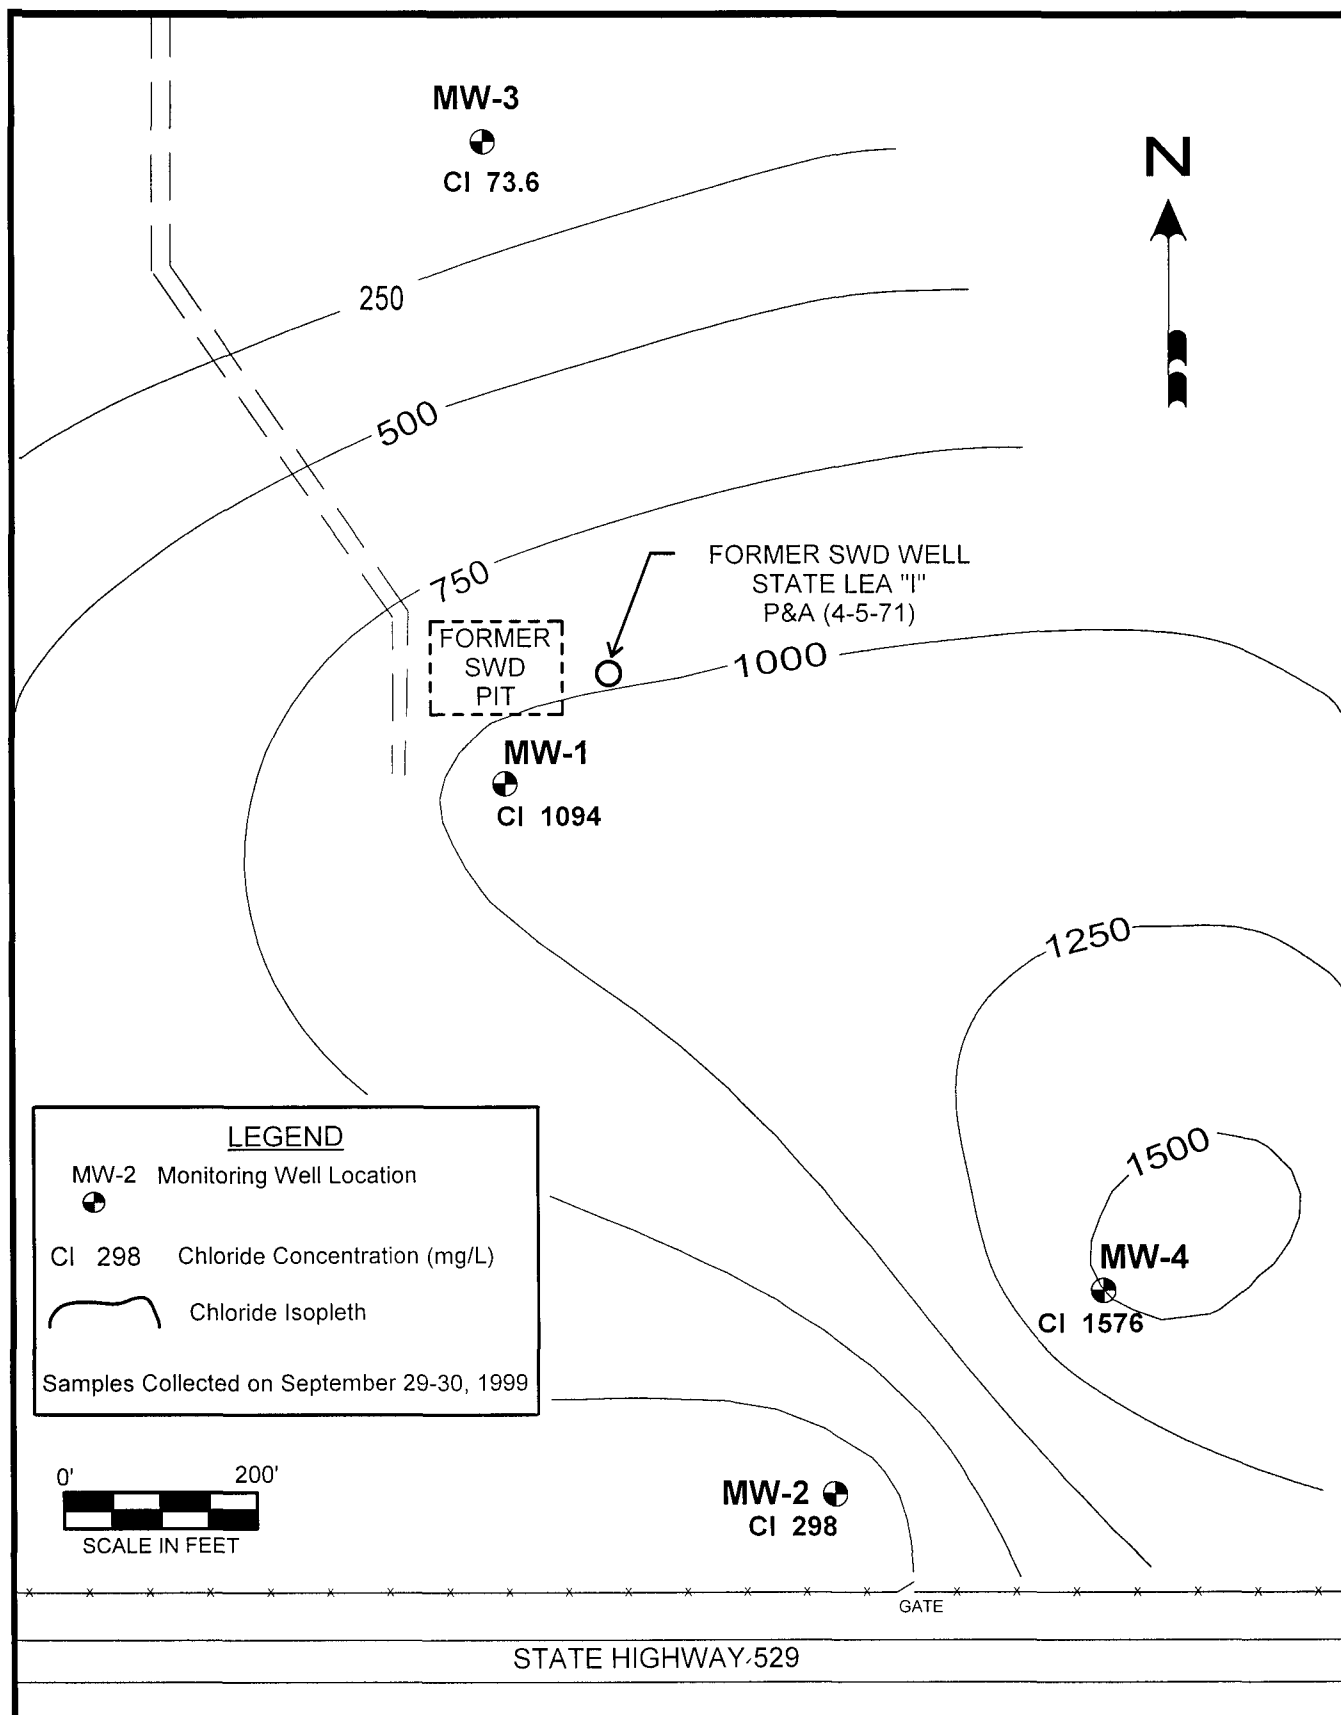 MW-3
Cl 73.6
N
250
500
750
FORMER SWD WELL
STATE LEA "I"
P&A (4-5-71)
FORMER
SWD
PIT
1000
MW-1
Cl 1094
1250
1500
MW-4
Cl 1576
LEGEND
MW-2 Monitoring Well Location
Cl 298 Chloride Concentration (mg/L)
Chloride Isopleth
Samples Collected on September 29-30, 1999
0' 200'
SCALE IN FEET
MW-2
Cl 298
GATE
STATE HIGHWAY 529